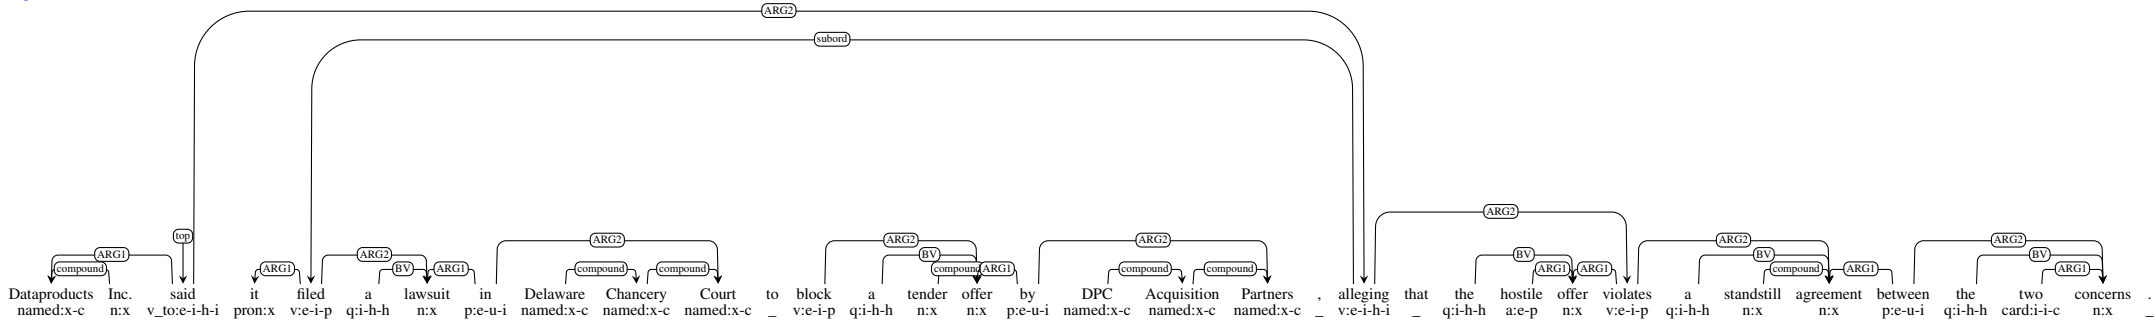 ARG2
subord
top
ARG2 ARG2 ARG2 ARG2 ARG2 ARG2
ARG1 ARG2 BV BV BV BV
compound ARG1 BV ARG1 compound compound compound ARG1 compound compound ARG1 ARG1 compound ARG1 ARG1
Dataproducts Inc. said it filed a lawsuit in Delaware Chancery Court to block a tender offer by DPC Acquisition Partners , alleging that the hostile offer violates a standstill agreement between the two concerns .
named:x-c n:x v_to:e-i-h-i pron:x v:e-i-p q:i-h-h n:x p:e-u-i named:x-c named:x-c named:x-c _ v:e-i-p q:i-h-h n:x n:x p:e-u-i named:x-c named:x-c named:x-c _ v:e-i-h-i _ q:i-h-h a:e-p n:x v:e-i-p q:i-h-h n:x n:x p:e-u-i q:i-h-h card:i-i-c n:x _